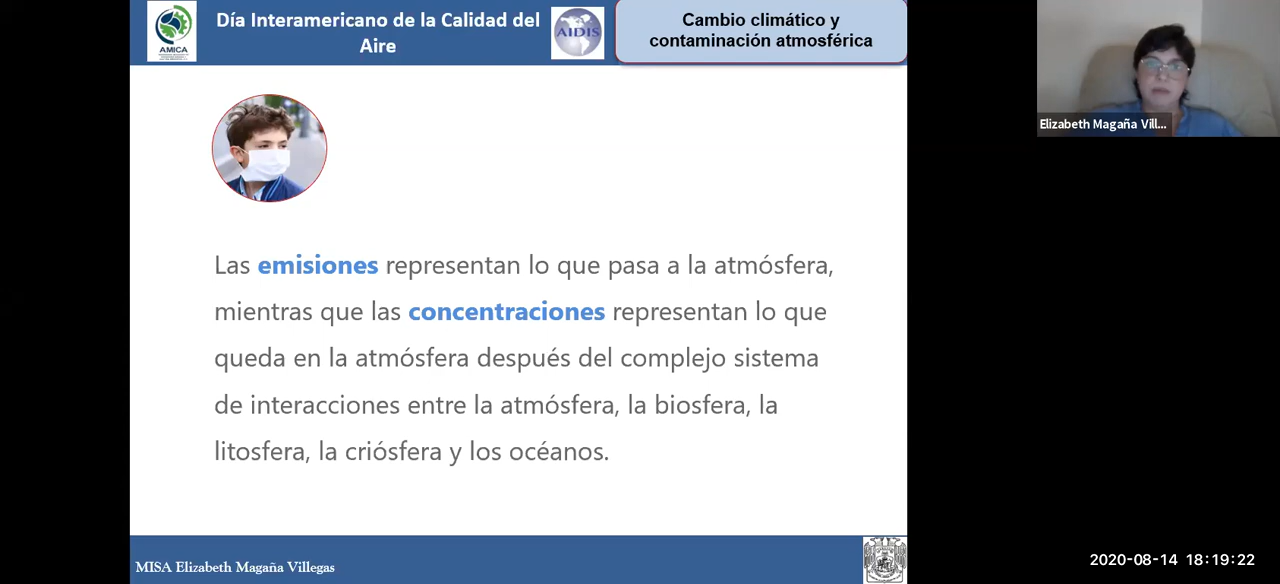 Día Interamericano de la Calidad del
Aire
AMICA
AIDIS
Cambio climático y
contaminación atmosférica
Elizabeth Magaña Vill...
Las emisiones representan lo que pasa a la atmósfera,
mientras que las concentraciones representan lo que
queda en la atmósfera después del complejo sistema
de interacciones entre la atmósfera, la biosfera, la
litosfera, la criósfera y los océanos.
MISA Elizabeth Magaña Villegas
2020-08-14 18:19:22